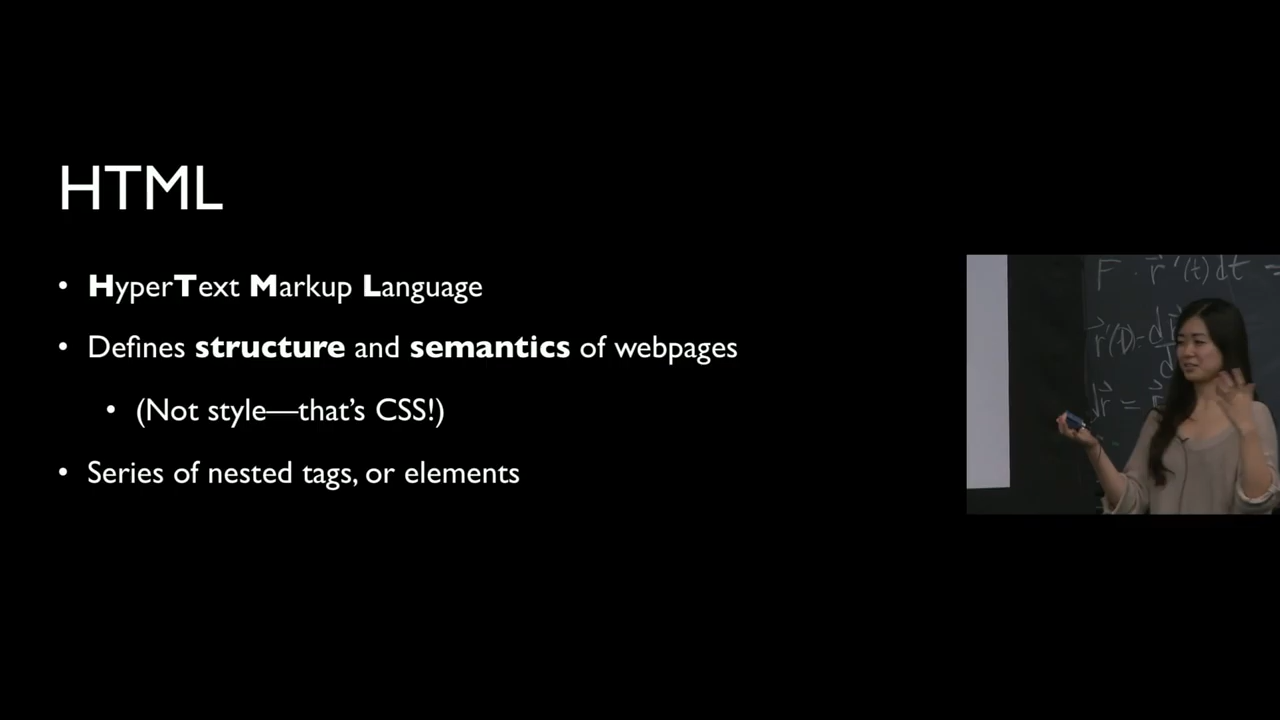 HTML
• HyperText Markup Language
• Defines structure and semantics of webpages
• (Not style—that's CSS!)
• Series of nested tags, or elements
F · r⃗ '(t) dt =